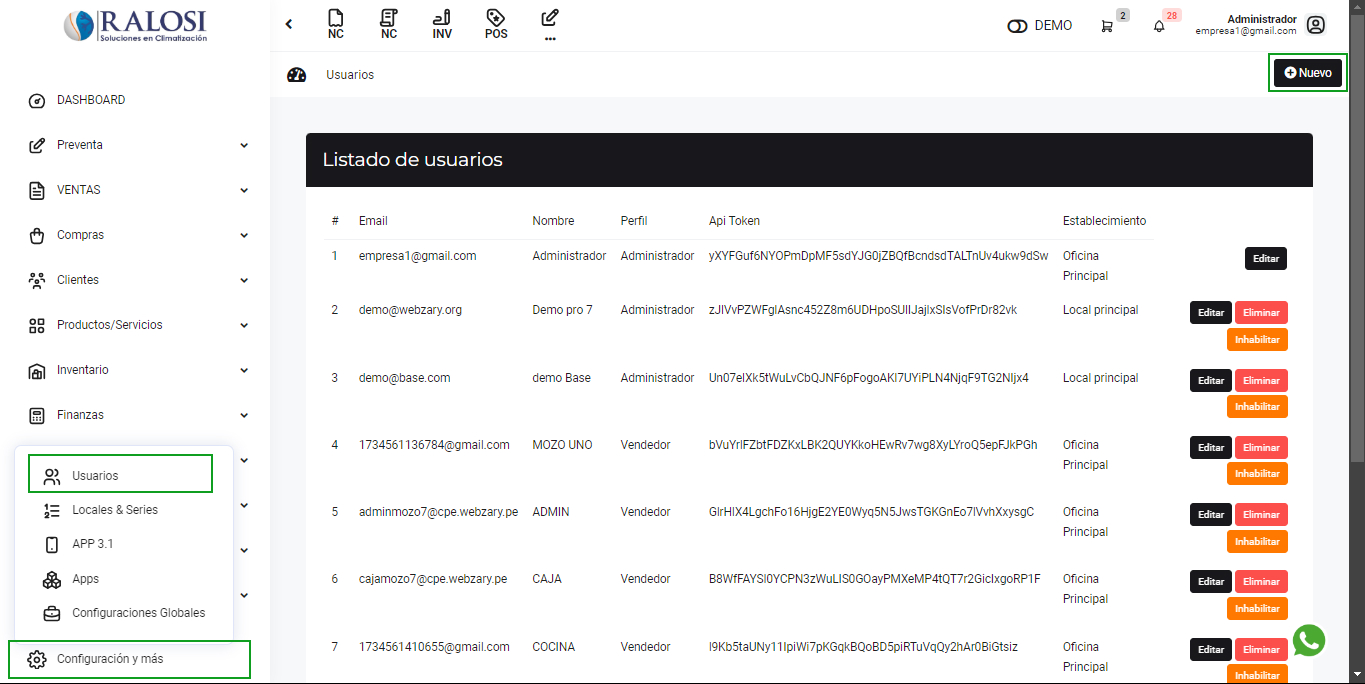 RALOSI
Soluciones en Climatización
NC
NC
INV
POS
...
DEMO
2
28
Administrador
empresa1@gmail.com
Usuarios
Nuevo
DASHBOARD
Preventa
VENTAS
Compras
Clientes
Productos/Servicios
Inventario
Finanzas
Usuarios
Locales & Series
APP 3.1
Apps
Configuraciones Globales
Configuración y más
Listado de usuarios
# Email Nombre Perfil Api Token Establecimiento
1 empresa1@gmail.com Administrador Administrador yXYFGuf6NYOPmDpMF5sdYJG0jZBQfBcndsdTALTnUv4ukw9dSw Oficina Principal Editar
2 demo@webzary.org Demo pro 7 Administrador Local principal Editar Eliminar
Inhabilitar
3 demo@base.com demo Base Administrador Local principal Editar Eliminar
Inhabilitar
4 1734561136784@gmail.com MOZO UNO Vendedor Oficina Principal Editar Eliminar
Inhabilitar
5 adminmozo7@cpe.webzary.pe ADMIN Vendedor Oficina Principal Editar Eliminar
Inhabilitar
6 cajamozo7@cpe.webzary.pe CAJA Vendedor Oficina Principal Editar Eliminar
Inhabilitar
7 1734561410655@gmail.com COCINA Vendedor Oficina Principal Editar Eliminar
Inhabilitar